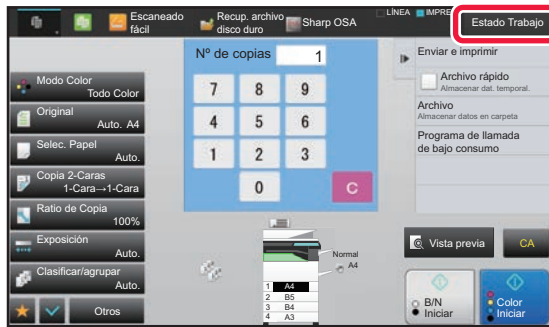 Escaneado
fácil
Recup. archivo
disco duro
Sharp OSA
LÍNEA
IMPRE
Estado Trabajo
Modo Color
Todo Color
Original
Auto. A4
Selec. Papel
Auto.
Copia 2-Caras
1-Cara→1-Cara
Ratio de Copia
100%
Exposición
Auto.
Clasificar/agrupar
Auto.
Otros
Nº de copias 1
7 8 9
4 5 6
1 2 3
0 C
Normal
A4
1 A4
2 B5
3 B4
4 A3
Enviar e imprimir
Archivo rápido
Almacenar dat. temporal.
Archivo
Almacenar datos en carpeta
Programa de llamada
de bajo consumo
Vista previa
CA
B/N
Iniciar
Color
Iniciar